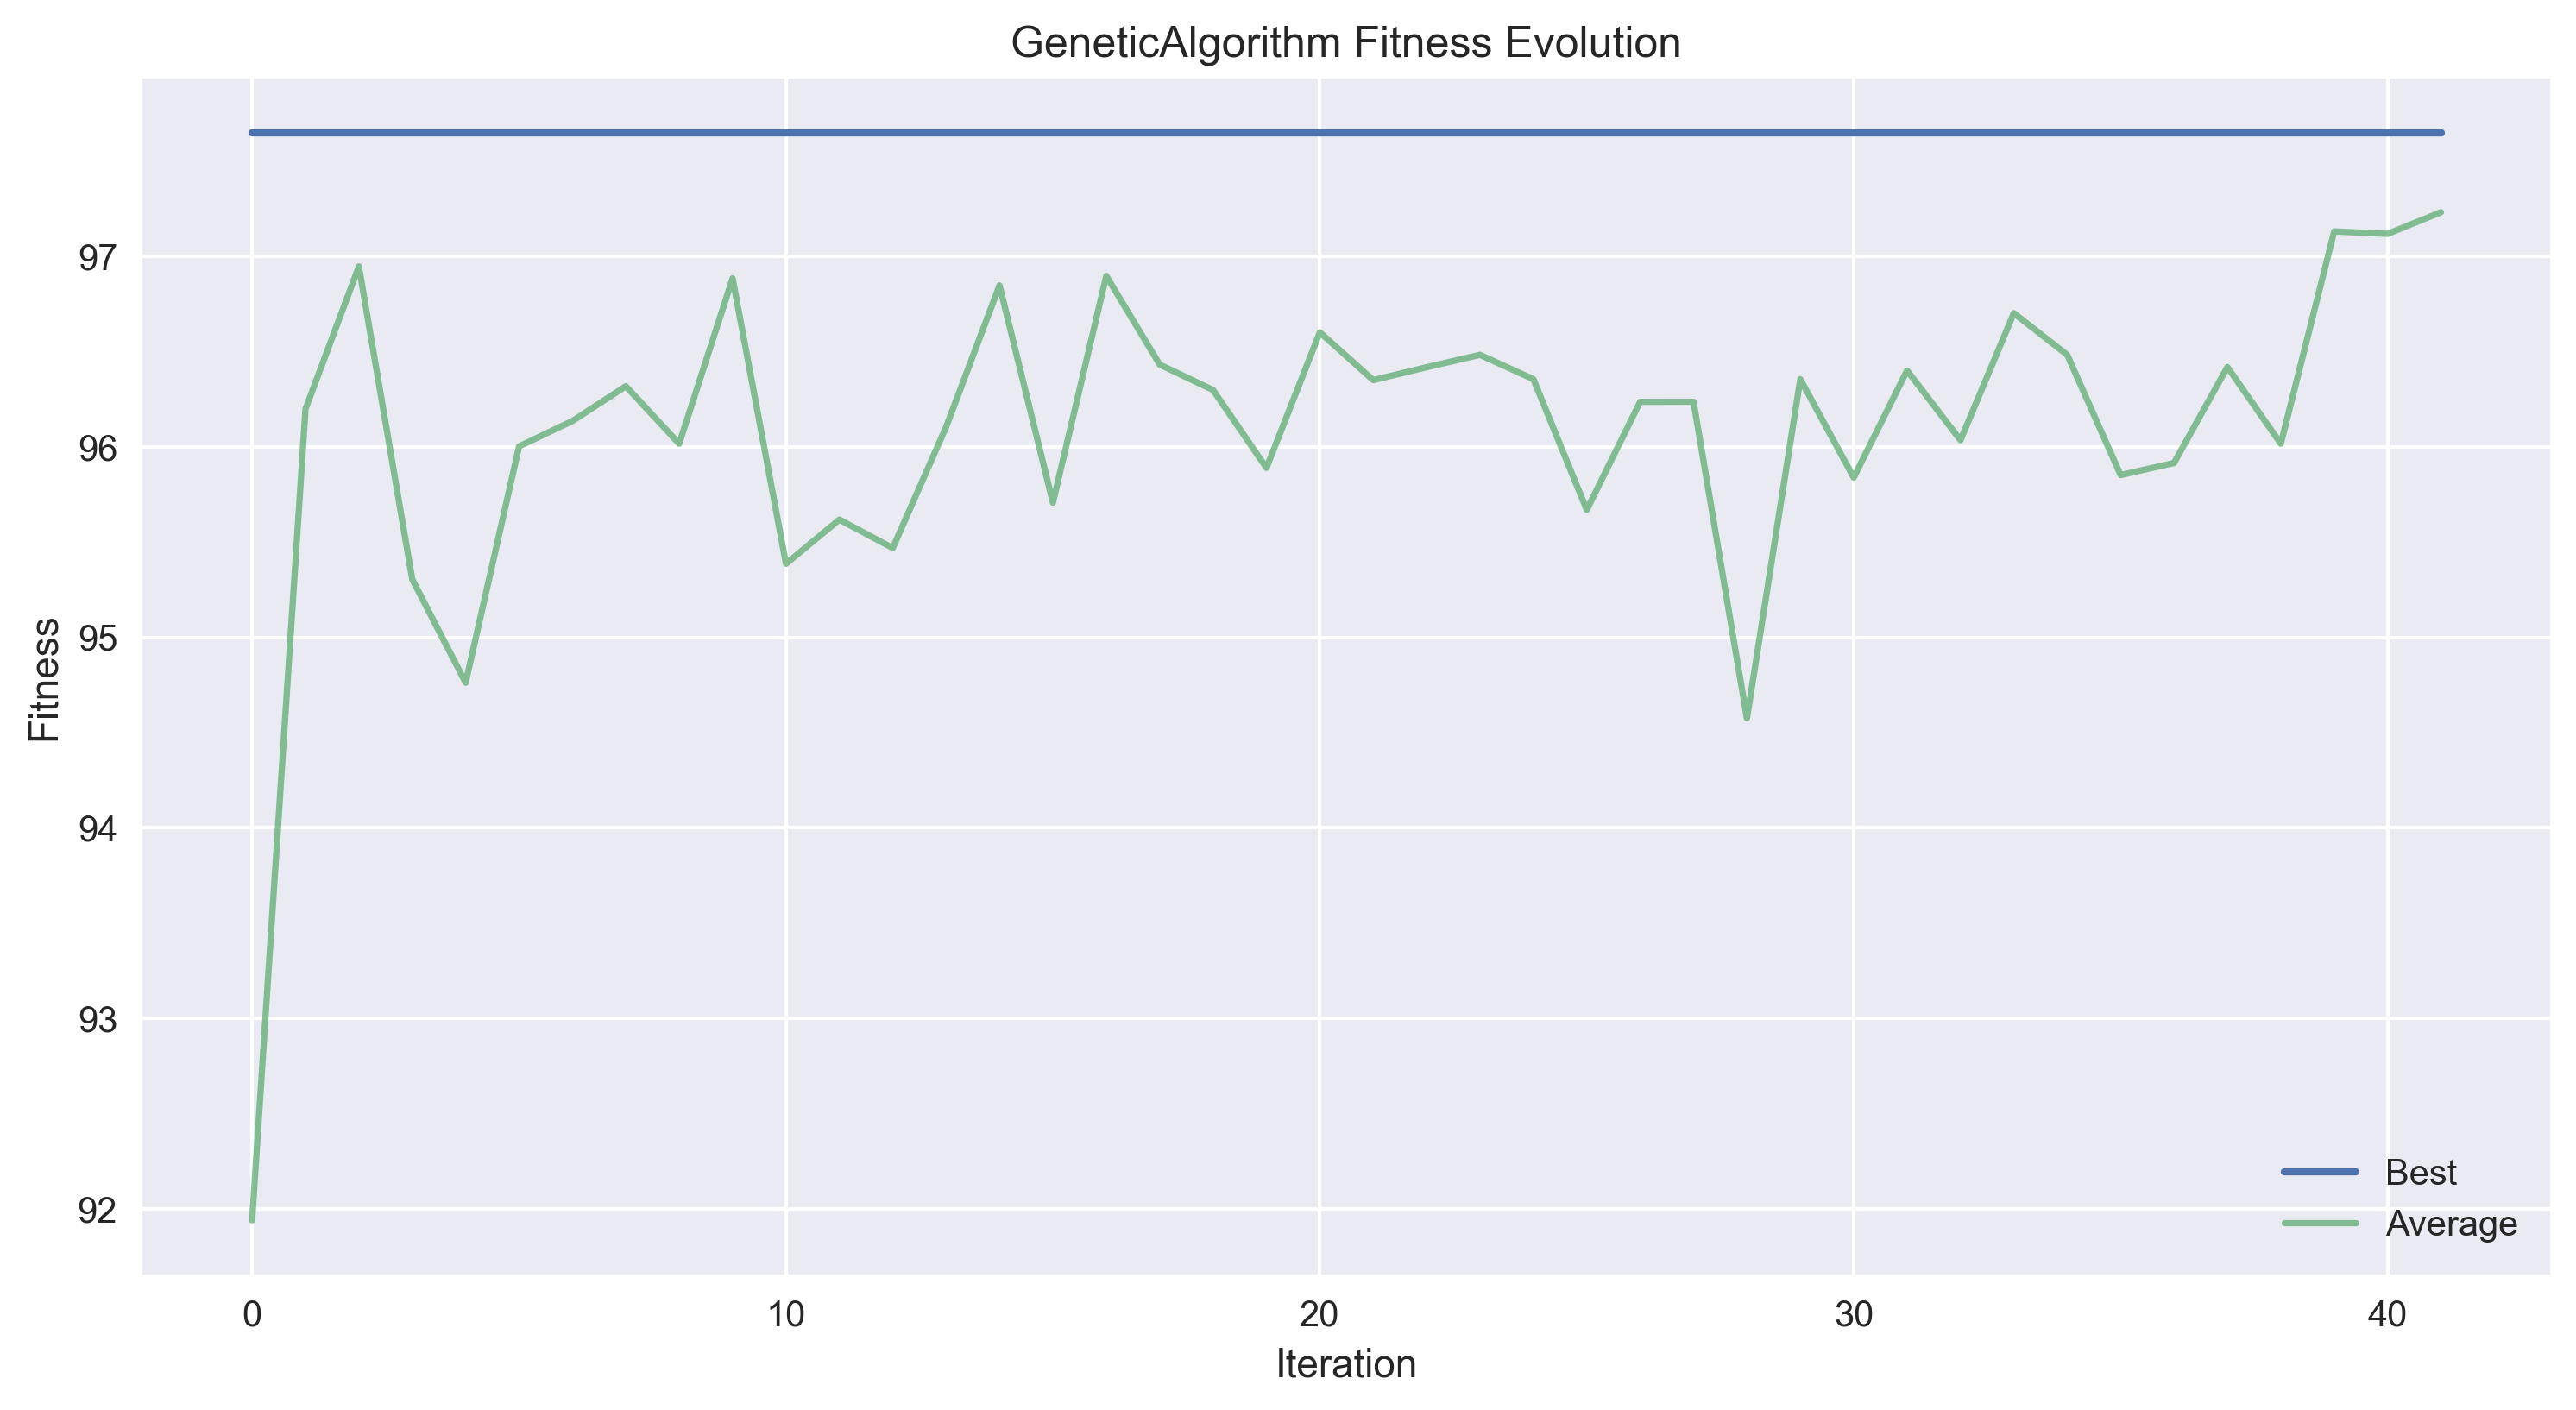 GeneticAlgorithm Fitness Evolution
97
96
95
94
93
92
Fitness
0 10 20 30 40
Iteration
Best
Average